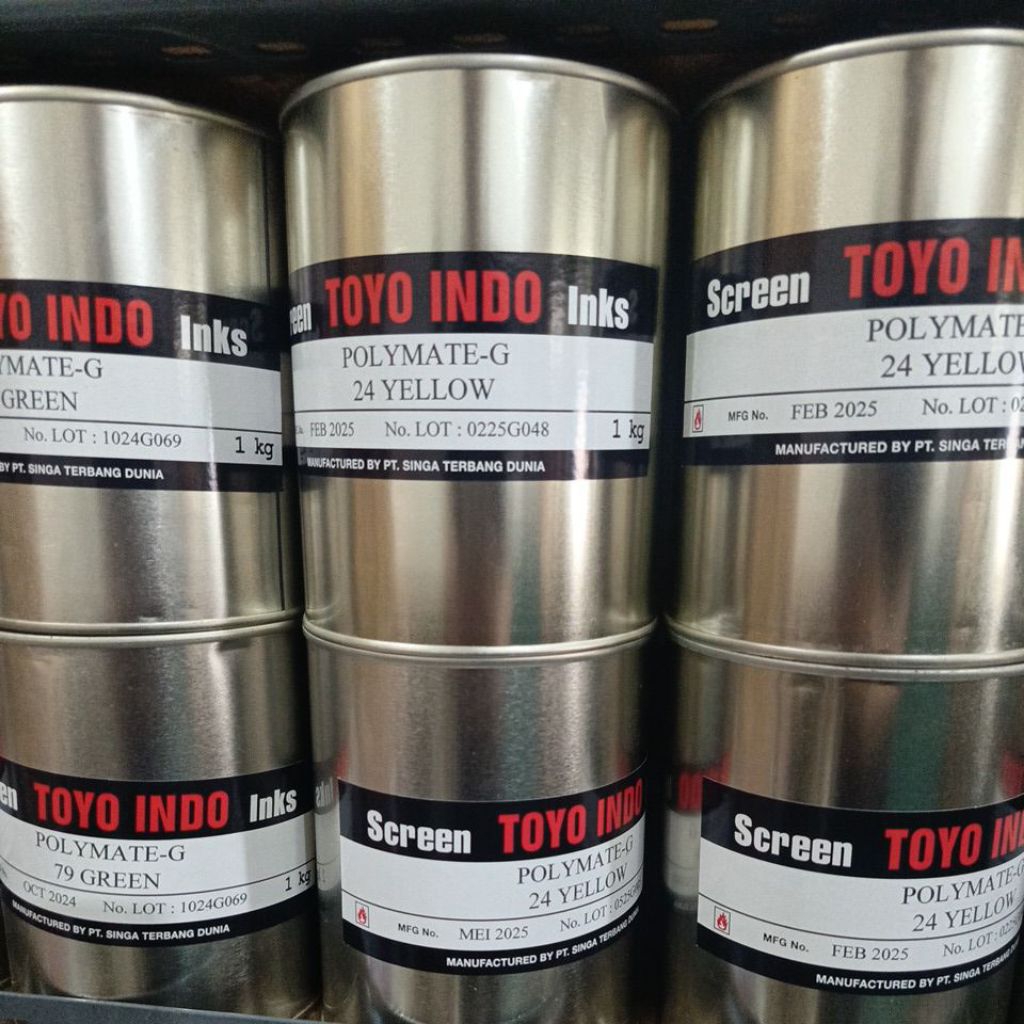 TOYO INDO Inks
POLYMATE-G
GREEN
No. LOT : 1024G069
1 kg
BY PT. SINGA TERBANG DUNIA
TOYO INDO Inks
POLYMATE-G
24 YELLOW
FEB 2025 No. LOT : 0225G048
1 kg
MANUFACTURED BY PT. SINGA TERBANG DUNIA
Screen TOYO IN
POLYMATE
24 YELLOW
MFG No. FEB 2025 No. LOT : 02
MANUFACTURED BY PT. SINGA TERBAN
TOYO INDO Inks
POLYMATE-G
79 GREEN
OCT 2024 No. LOT : 1024G069
1 kg
MANUFACTURED BY PT. SINGA TERBANG DUNIA
Screen TOYO INDO
POLYMATE-G
24 YELLOW
MFG No. MEI 2025 No. LOT : 0525G
MANUFACTURED BY PT. SINGA TERBANG DUNIA
Screen TOYO IN
POLYMATE-G
24 YELLOW
MFG No. FEB 2025 No. LOT : 022
MANUFACTURED BY PT. SINGA TERBANG